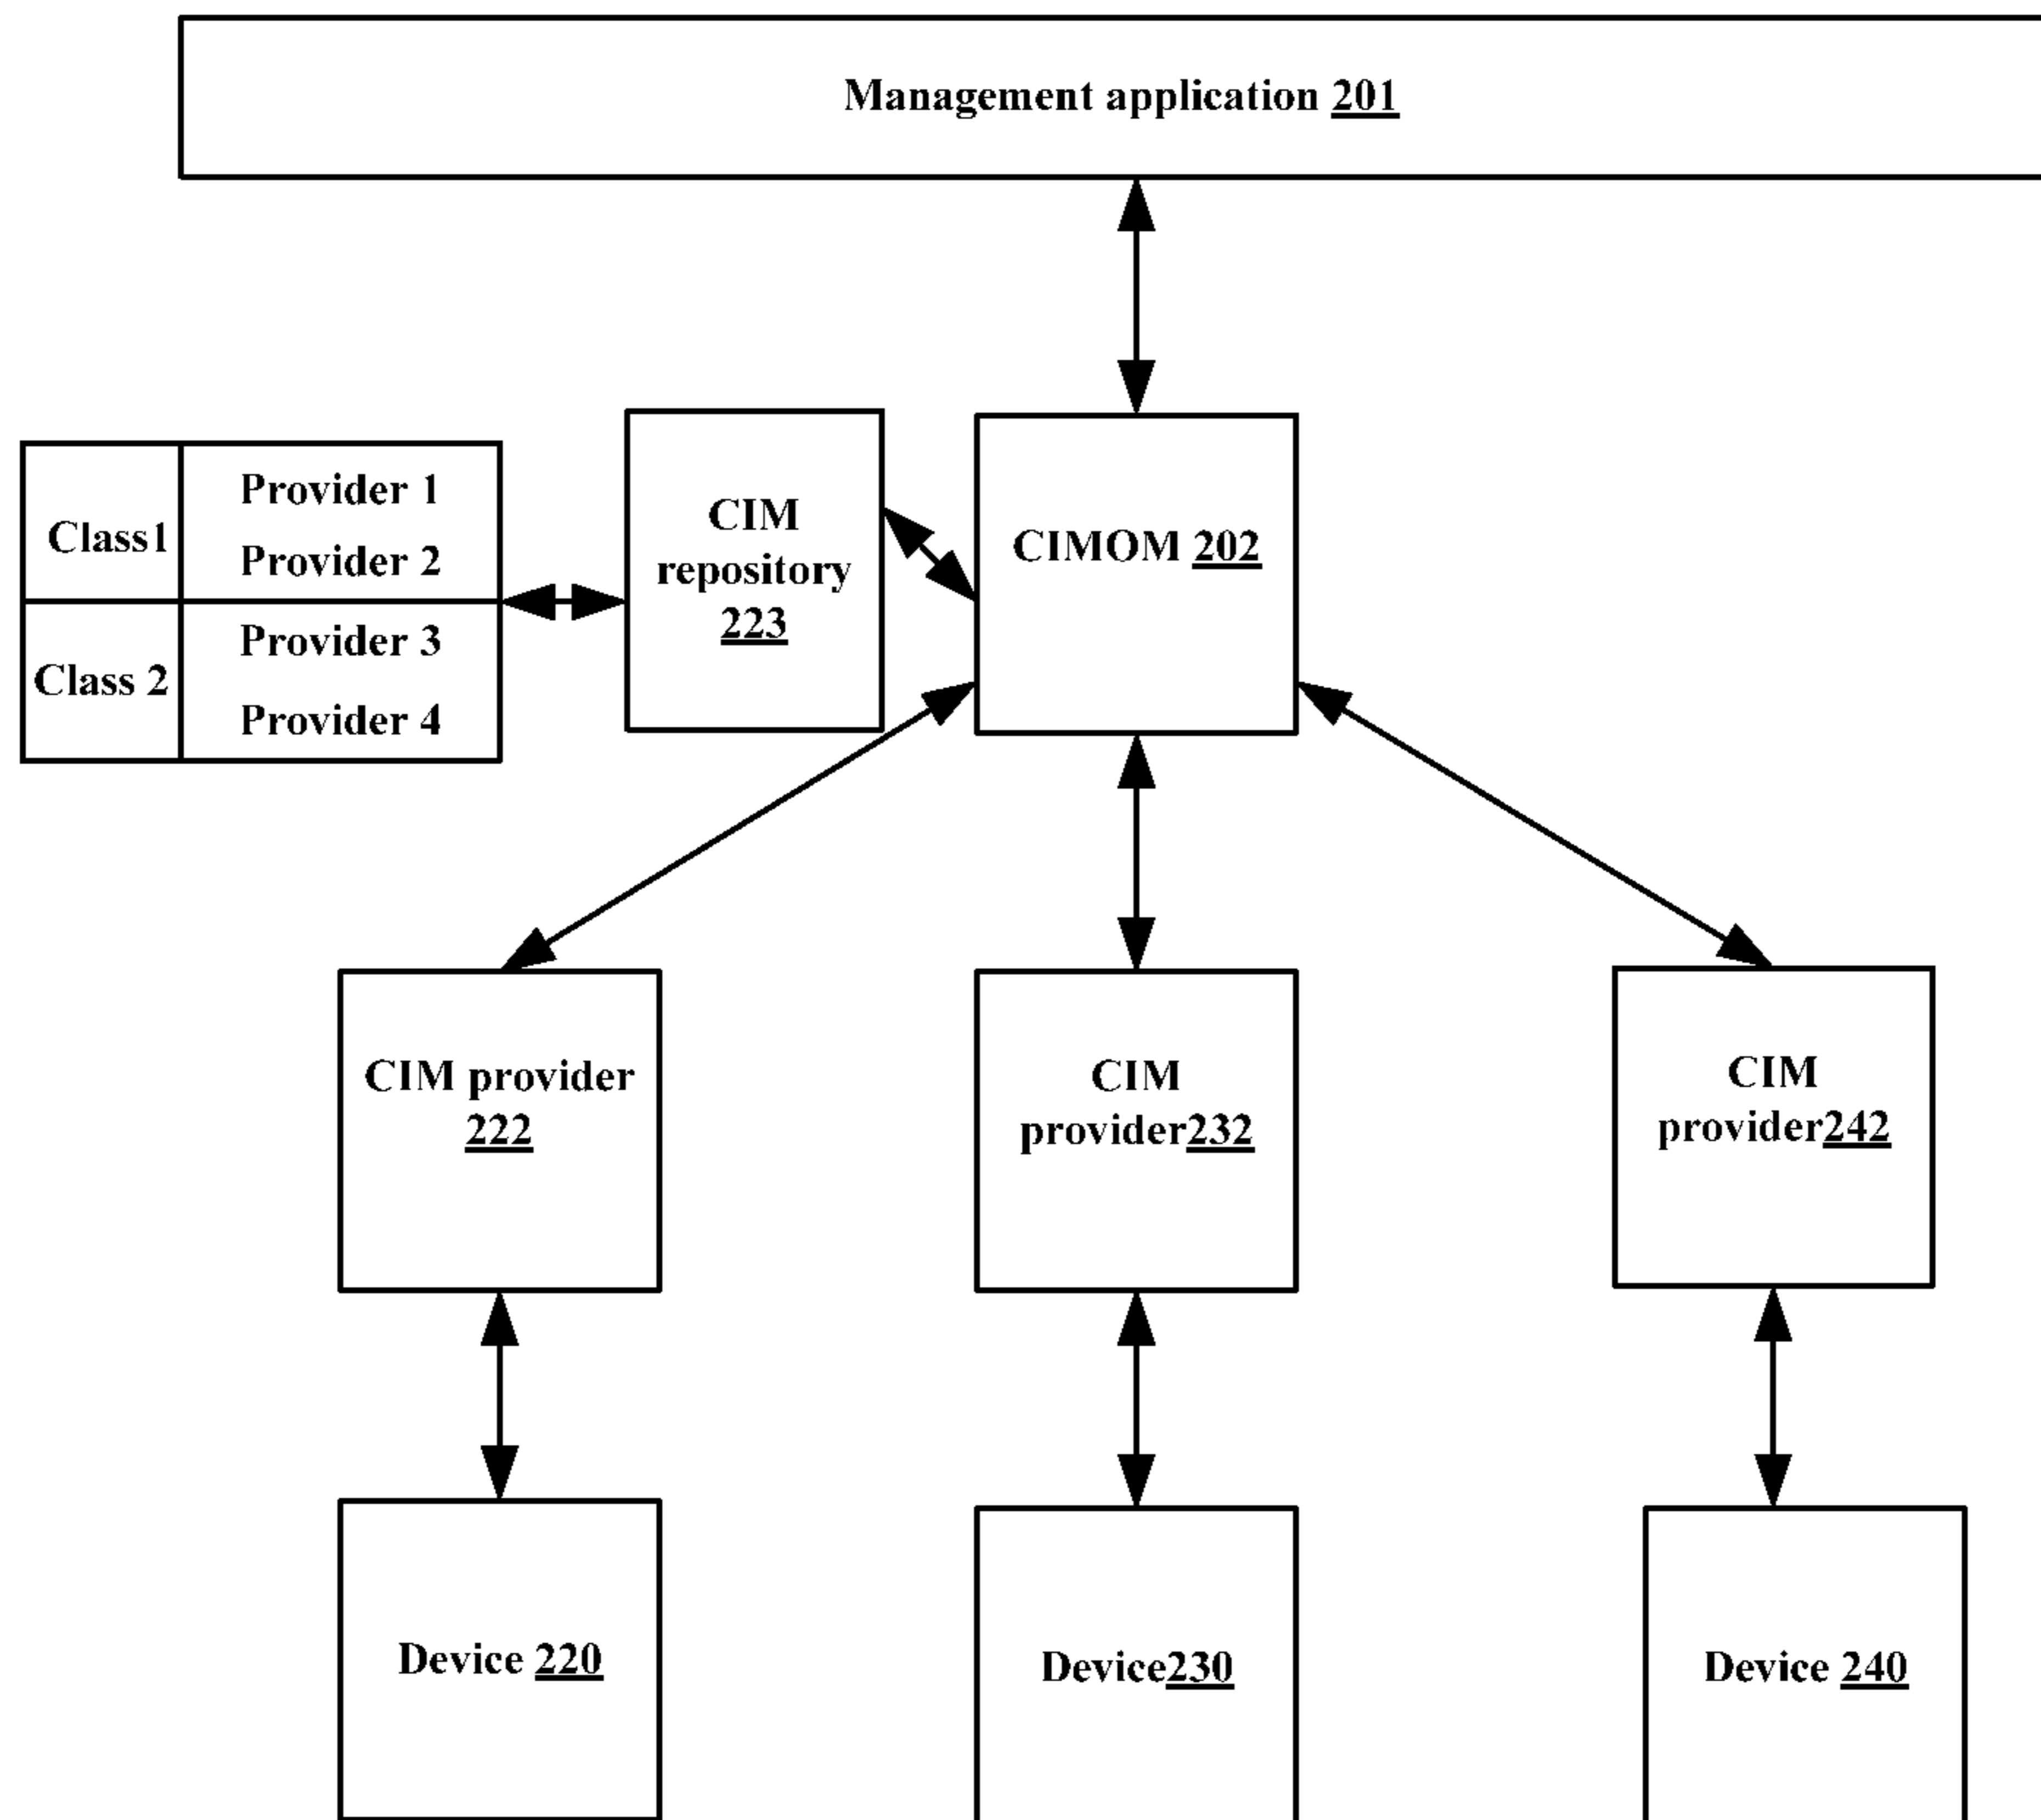 Management application 201
Provider 1
Class1
Provider 2
Provider 3
Class 2
Provider 4
CIM
repository
223
CIMOM 202
CIM provider
222
CIM
provider232
CIM
provider242
Device 220
Device230
Device 240